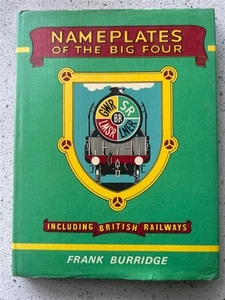 NAMEPLATES
OF THE BIG FOUR
GWR SR
BR
LMSR LNER
INCLUDING BRITISH RAILWAYS
FRANK BURRIDGE